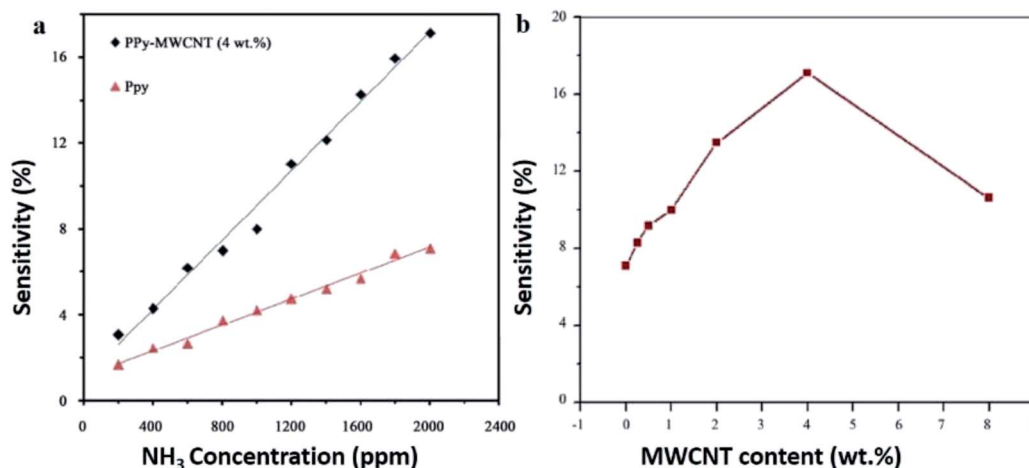 a
PPy-MWCNT (4 wt.%)
Ppy
16
12
8
4
0
Sensitivity (%)
0 400 800 1200 1600 2000 2400
NH₃ Concentration (ppm)
b
20
16
12
8
4
0
Sensitivity (%)
-1 0 1 2 3 4 5 6 7 8
MWCNT content (wt.%)